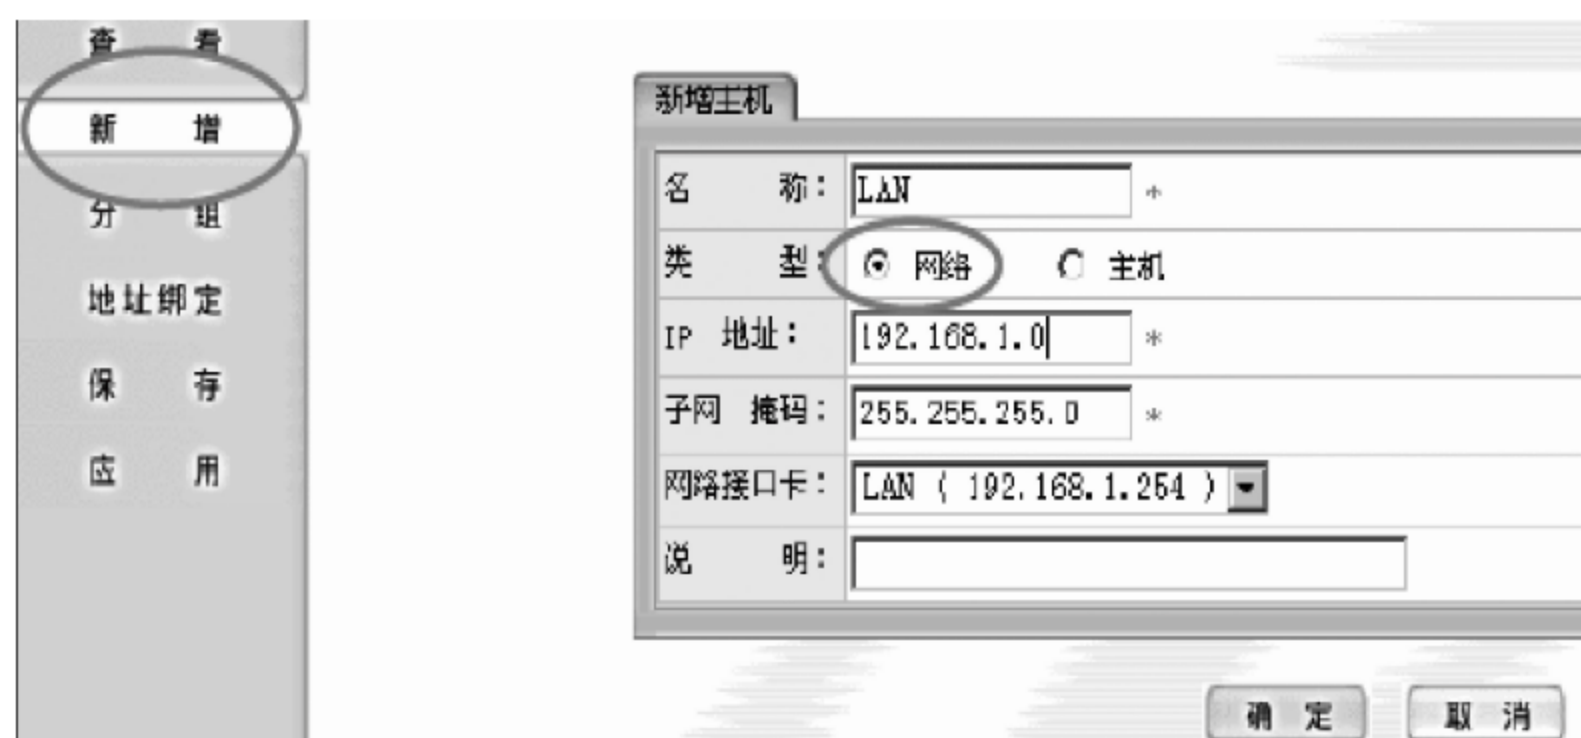 查 看
新 增
分 组
地址绑定
保 存
应 用
新增主机
名 称： LAN *
类 型： 网络 主机
IP 地址： 192.168.1.0 *
子网 掩码： 255.255.255.0 *
网络接口卡： LAN ( 192.168.1.254 )
说 明：
确 定 取 消